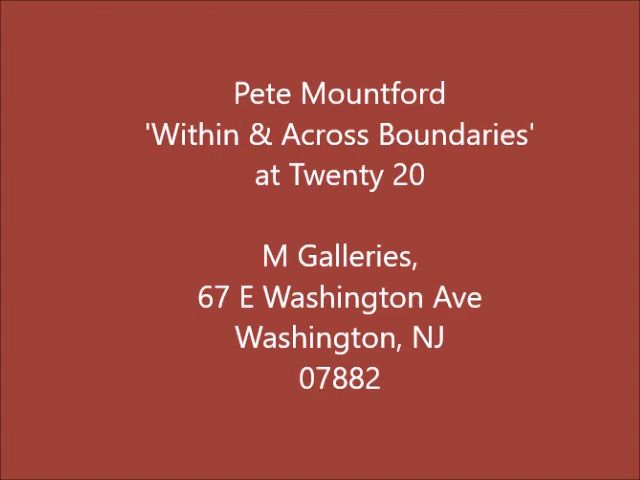 Pete Mountford
'Within & Across Boundaries'
at Twenty 20
M Galleries,
67 E Washington Ave
Washington, NJ
07882